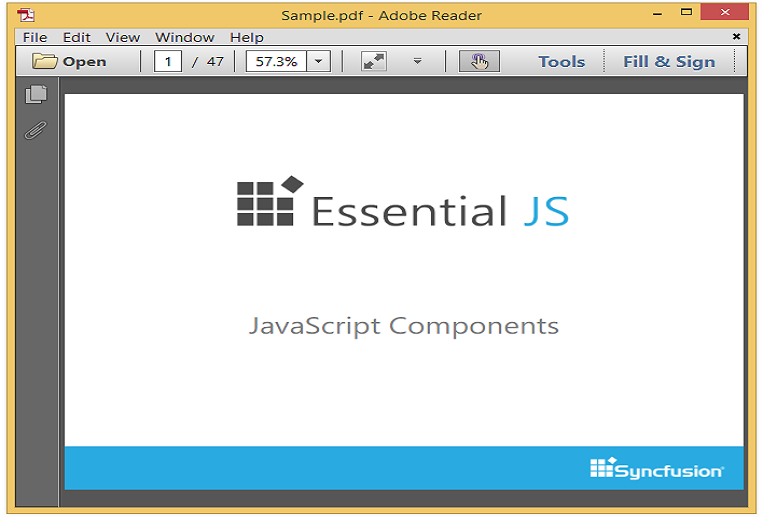 Sample.pdf - Adobe Reader
File Edit View Window Help
Open 1 / 47 57.3% Tools Fill & Sign
Essential JS
JavaScript Components
Syncfusion